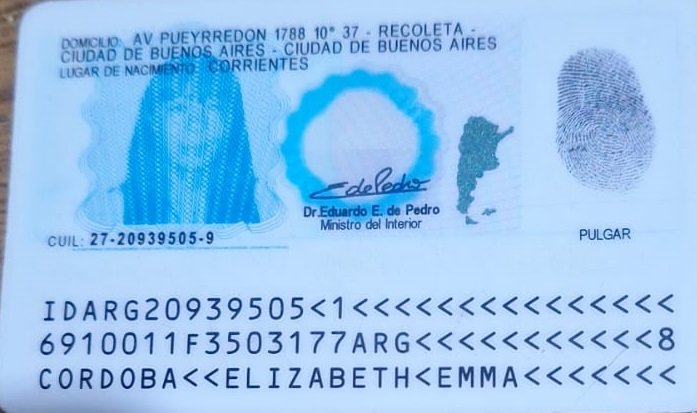 DOMICILIO: AV PUEYRREDON 1788 10° 37 - RECOLETA -
CIUDAD DE BUENOS AIRES - CIUDAD DE BUENOS AIRES
LUGAR DE NACIMIENTO: CORRIENTES
EdePedro
Dr.Eduardo E. de Pedro
Ministro del Interior
CUIL: 27-20939505-9
PULGAR
IDARG20939505<1<<<<<<<<<<<<<<<
6910011F3503177ARG<<<<<<<<<<<8
CORDOBA<<ELIZABETH<EMMA<<<<<<<